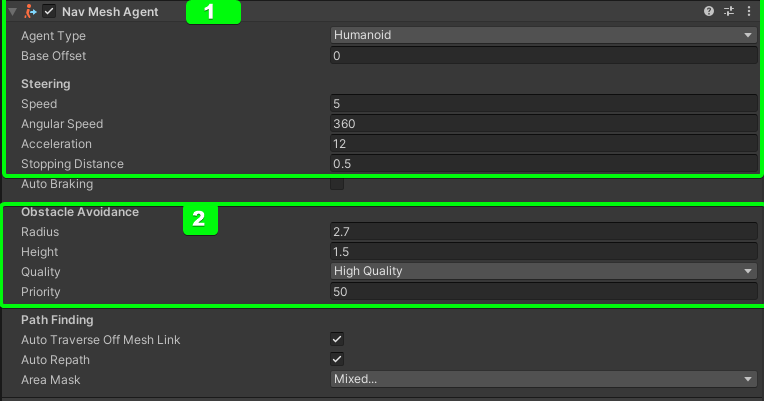 Nav Mesh Agent 1
Agent Type Humanoid
Base Offset 0
Steering
Speed 5
Angular Speed 360
Acceleration 12
Stopping Distance 0.5
Auto Braking
Obstacle Avoidance 2
Radius 2.7
Height 1.5
Quality High Quality
Priority 50
Path Finding
Auto Traverse Off Mesh Link
Auto Repath
Area Mask Mixed...